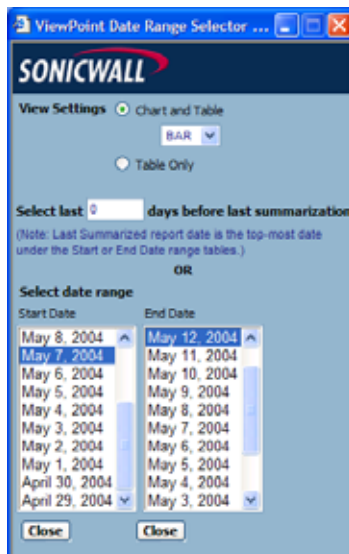 ViewPoint Date Range Selector ...
SONICWALL
View Settings Chart and Table
BAR
Table Only
Select last 0 days before last summarization
(Note: Last Summarized report date is the top-most date
under the Start or End Date range tables.)
OR
Select date range
Start Date End Date
May 8, 2004 May 12, 2004
May 7, 2004 May 11, 2004
May 6, 2004 May 10, 2004
May 5, 2004 May 9, 2004
May 4, 2004 May 8, 2004
May 3, 2004 May 7, 2004
May 2, 2004 May 6, 2004
May 1, 2004 May 5, 2004
April 30, 2004 May 4, 2004
April 29, 2004 May 3, 2004
Close Close